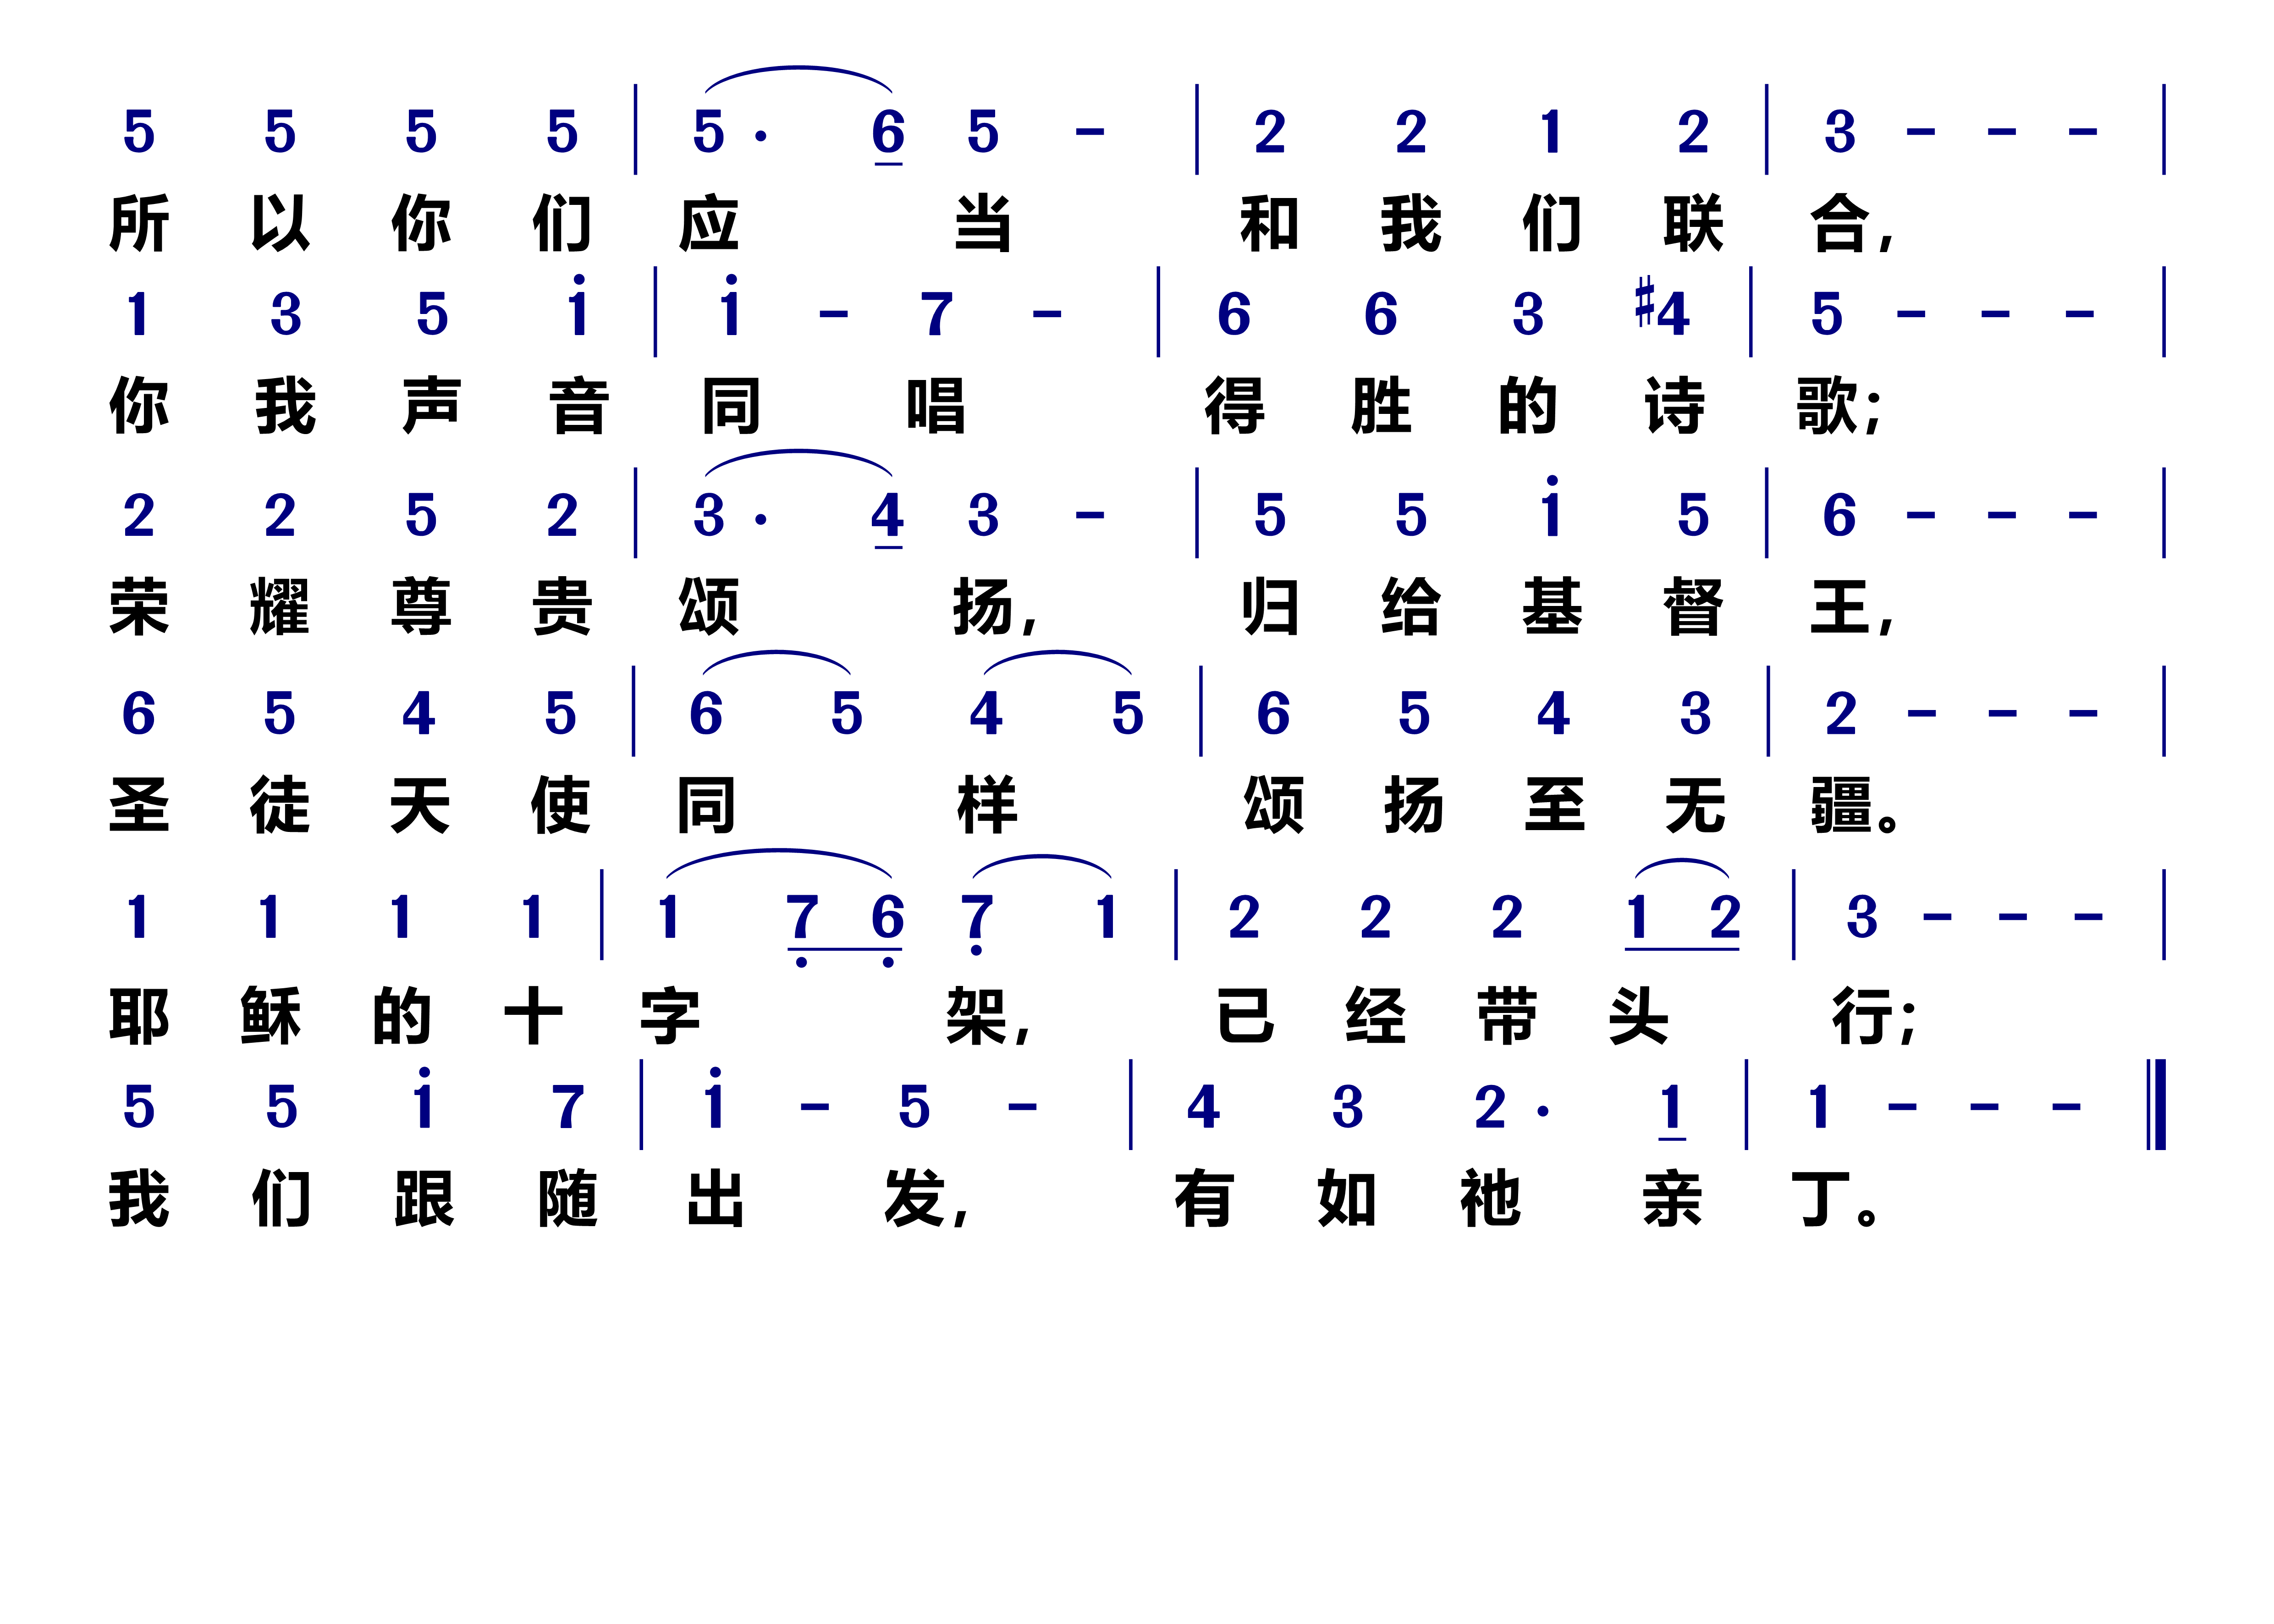 5 5 5 5 | 5 · 6 5 – | 2 2 1 2 | 3 – – – |
所以你们应当和我们联合,
1 3 5 i | i – 7 – | 6 6 3 #4 | 5 – – – |
你我声音同唱得胜的诗歌;
2 2 5 2 | 3 · 4 3 – | 5 5 i 5 | 6 – – – |
荣耀尊贵颂扬,归给基督王,
6 5 4 5 | 6 5 4 5 | 6 5 4 3 | 2 – – – |
圣徒天使同样颂扬至无疆。
1 1 1 1 | 1 7 6 7 1 | 2 2 2 1 2 | 3 – – – |
耶稣的十字架,已经带头行;
5 5 i 7 | i – 5 – | 4 3 2 · 1 | 1 – – – ‖
我们跟随出发,有如祂亲丁。